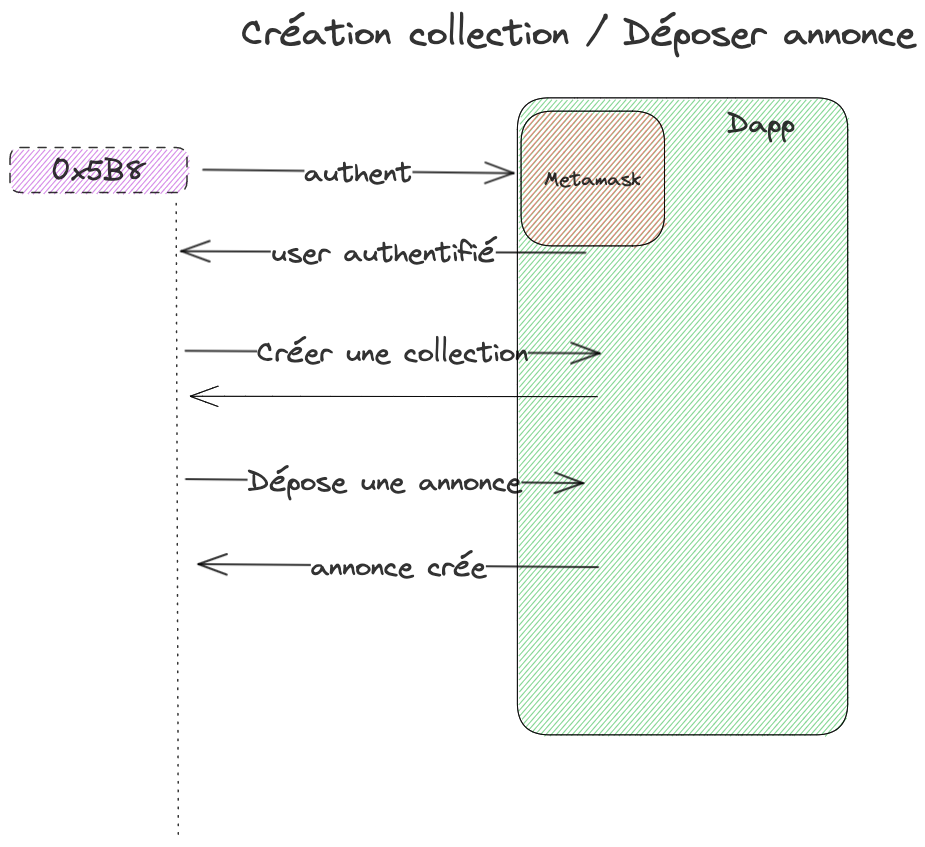 Création collection / Déposer annonce
Dapp
0x5B8
authent
Metamask
user authentifié
Créer une collection
Dépose une annonce
annonce crée